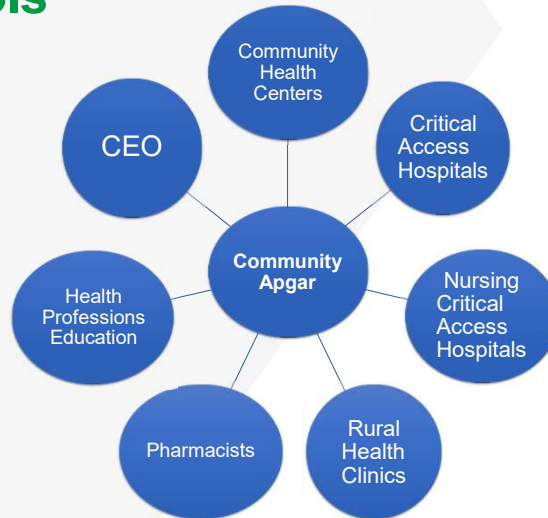 Community
Health
Centers
CEO
Critical
Access
Hospitals
Community
Apgar
Health
Professions
Education
Nursing
Critical
Access
Hospitals
Pharmacists
Rural
Health
Clinics